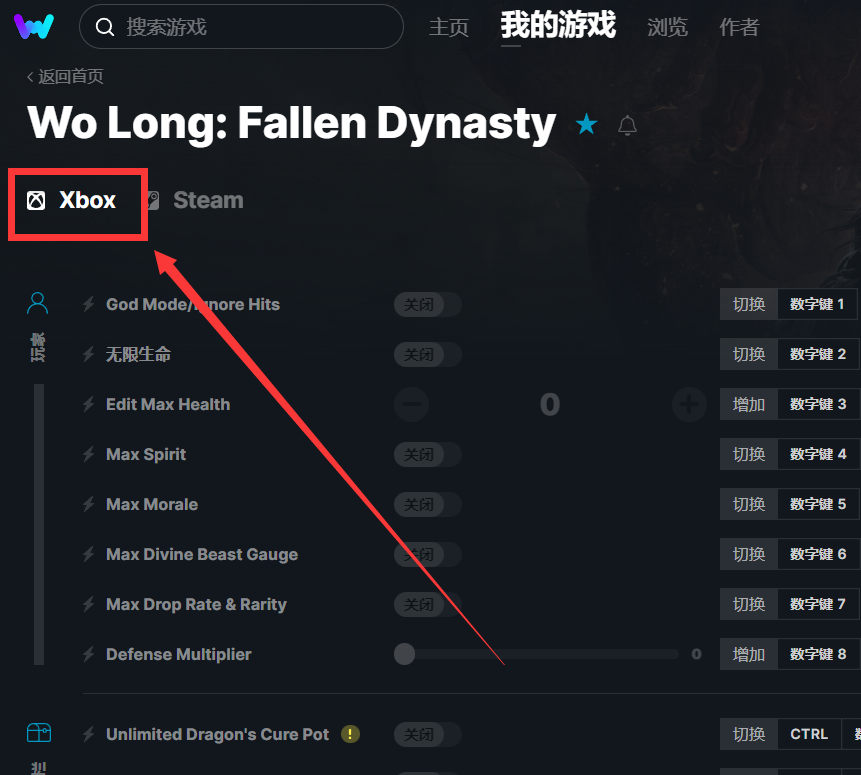 搜索游戏 主页 我的游戏 浏览 作者
返回首页
Wo Long: Fallen Dynasty
Xbox Steam
玩家
God Mode/Ignore Hits 关闭 切换 数字键 1
无限生命 关闭 切换 数字键 2
Edit Max Health 0 增加 数字键 3
Max Spirit 关闭 切换 数字键 4
Max Morale 关闭 切换 数字键 5
Max Divine Beast Gauge 关闭 切换 数字键 6
Max Drop Rate & Rarity 关闭 切换 数字键 7
Defense Multiplier 0 增加 数字键 8
Unlimited Dragon's Cure Pot ! 关闭 切换 CTRL